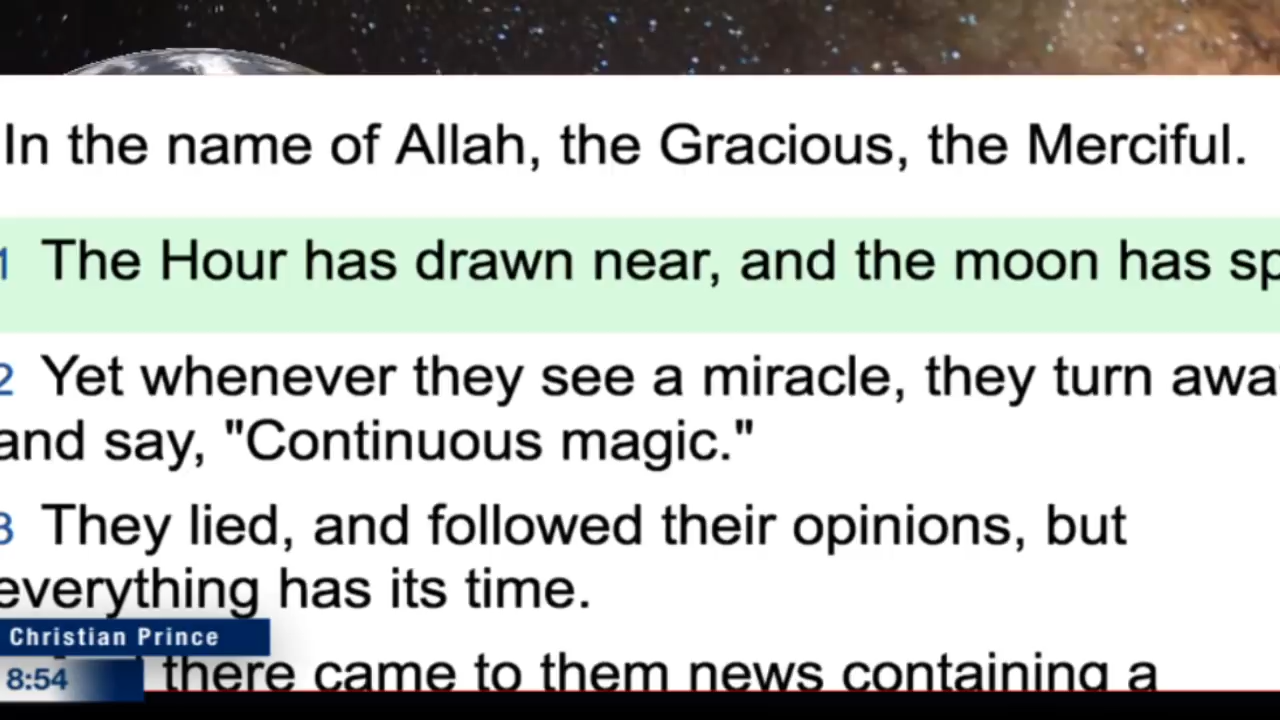 In the name of Allah, the Gracious, the Merciful.
1 The Hour has drawn near, and the moon has
2 Yet whenever they see a miracle, they turn
and say, "Continuous magic."
3 They lied, and followed their opinions, but
everything has its time.
Christian Prince
there came to them news containing a
8:54